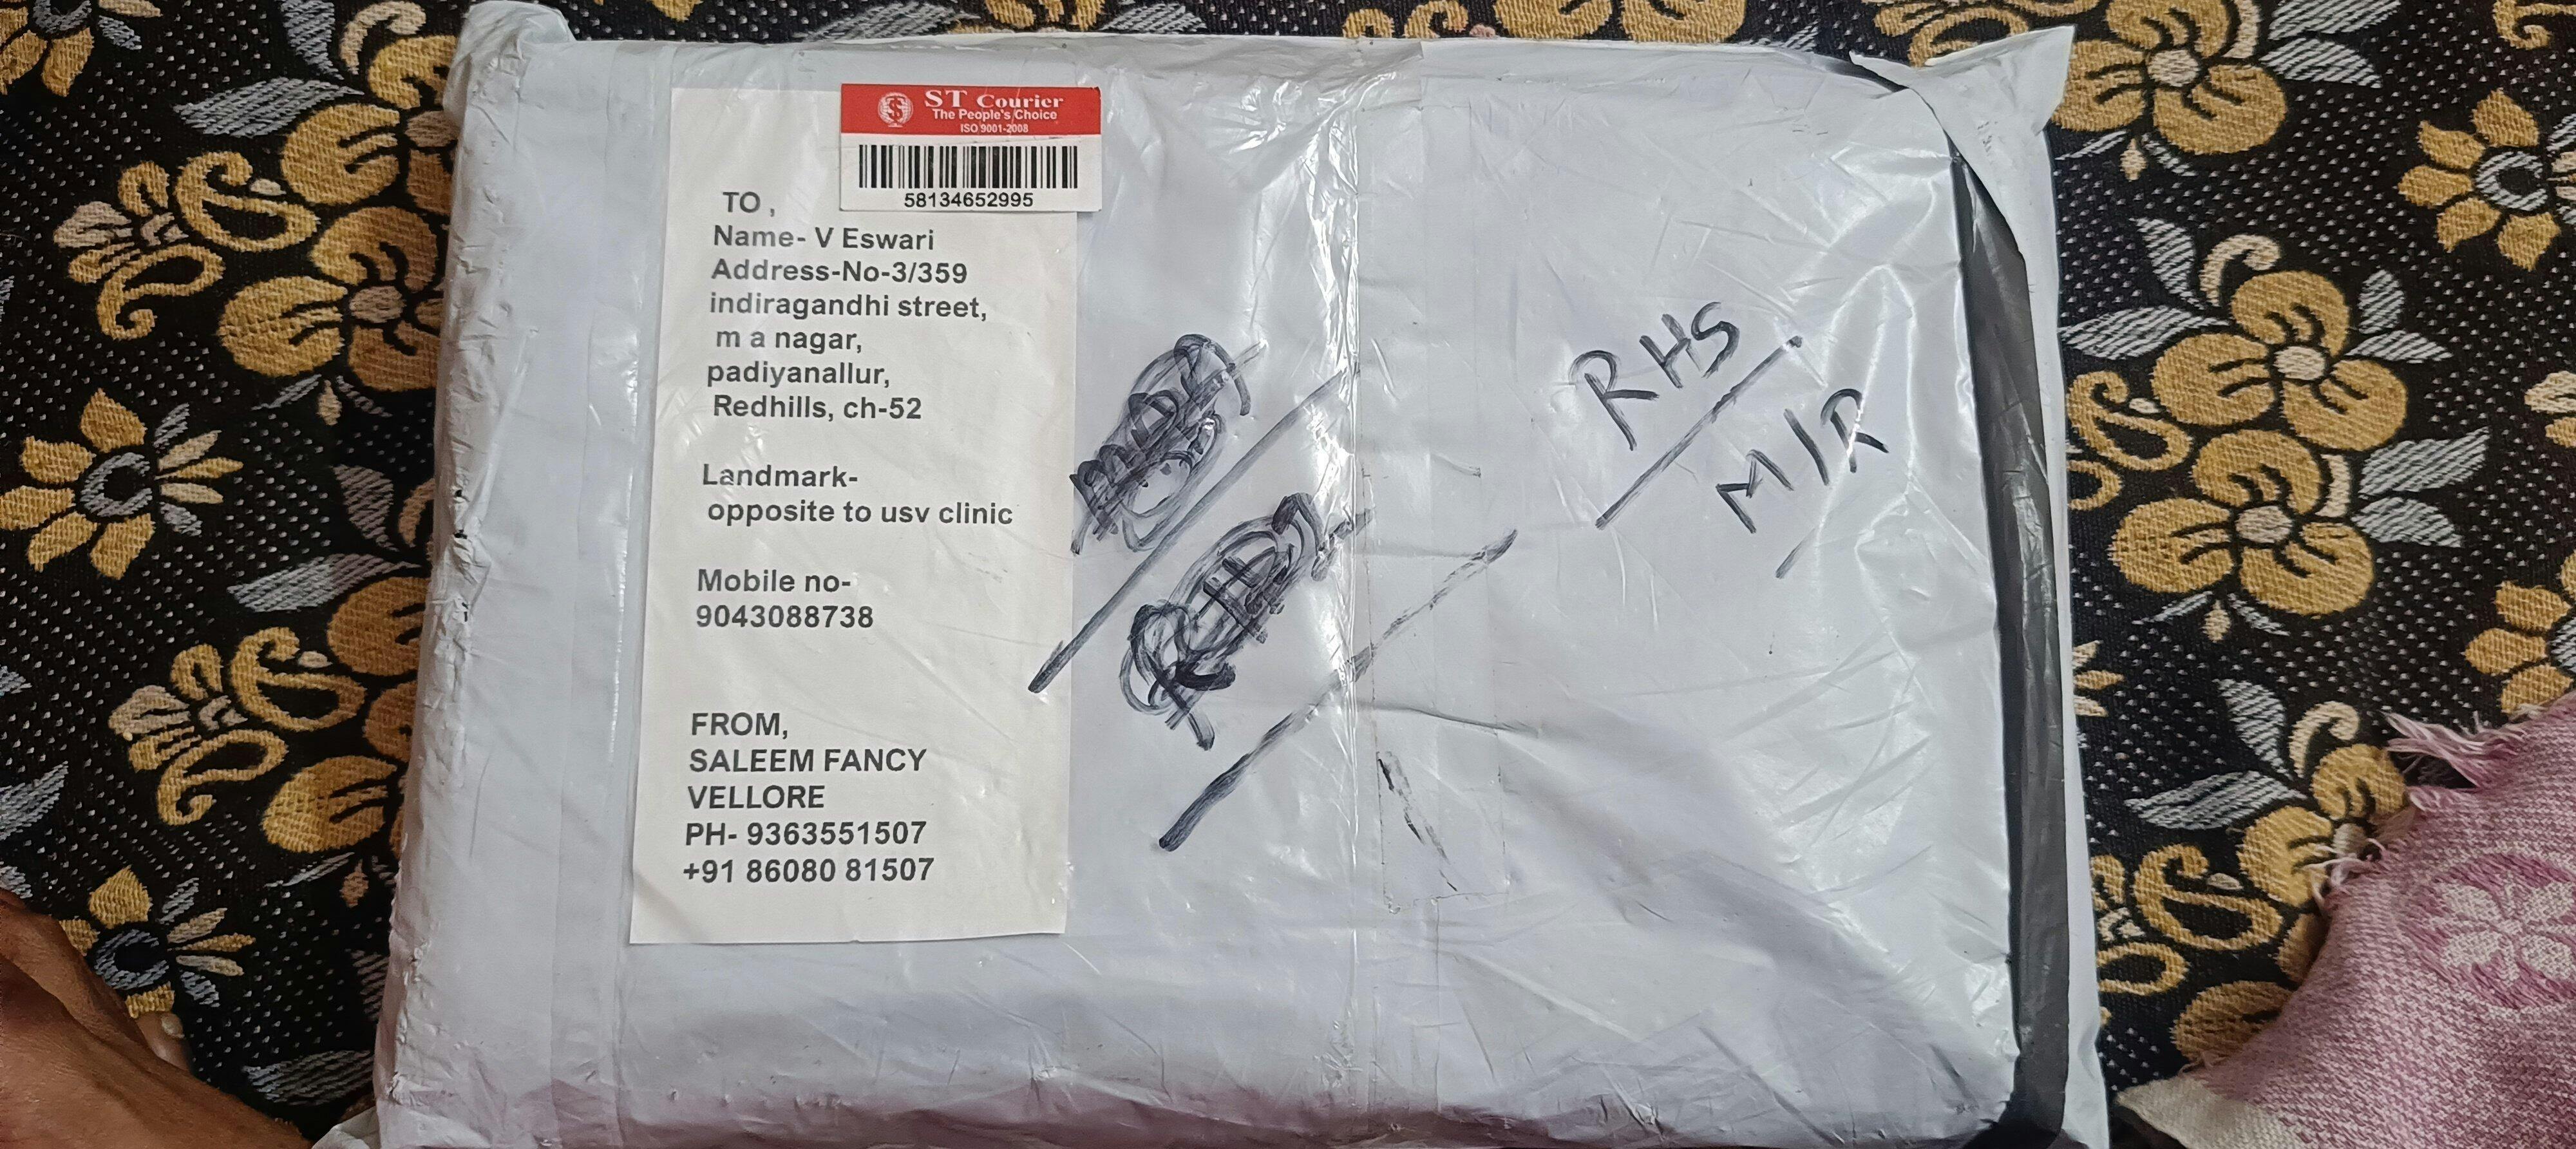 ST Courier
The People's Choice
ISO 9001-2008
58134652995
TO ,
Name- V Eswari
Address-No-3/359
indiragandhi street,
m a nagar,
padiyanallur,
Redhills, ch-52
Landmark-
opposite to usv clinic
Mobile no-
9043088738
FROM,
SALEEM FANCY
VELLORE
PH- 9363551507
+91 86080 81507
RHS
M/R